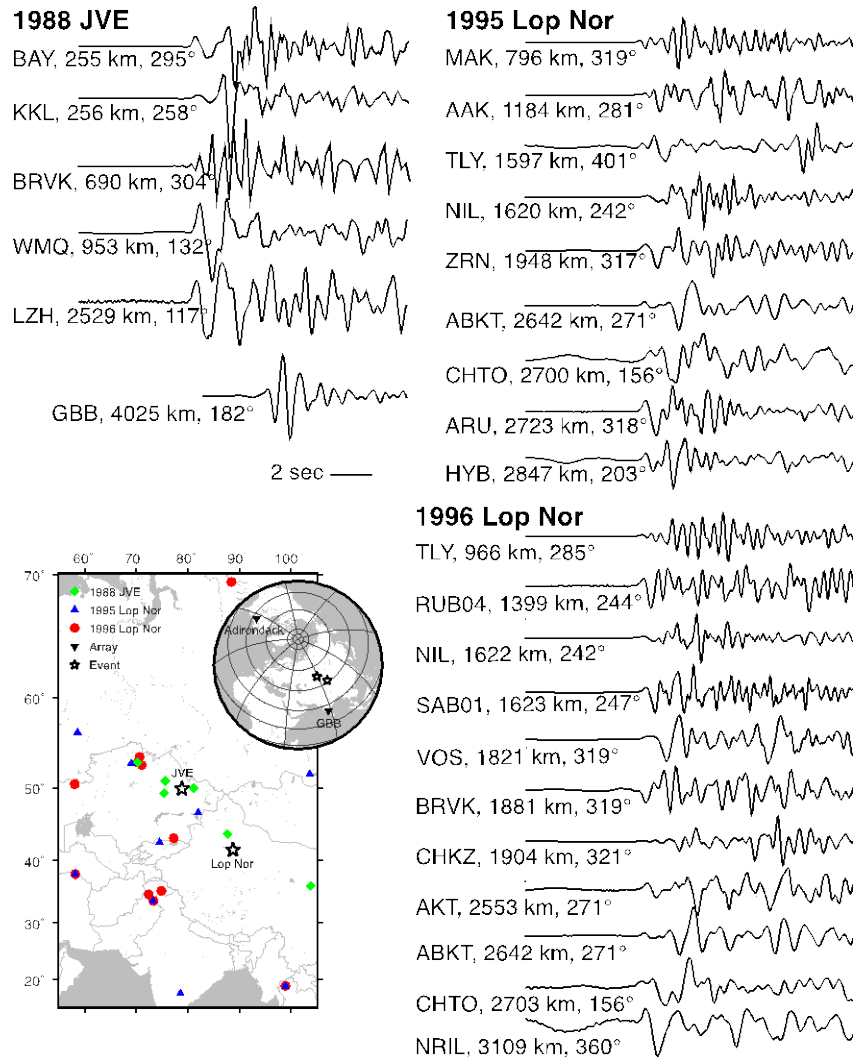 1988 JVE
BAY, 255 km, 295°
KKL, 256 km, 258°
BRVK, 690 km, 304°
WMQ, 953 km, 132°
LZH, 2529 km, 117°
GBB, 4025 km, 182°
2 sec
1995 Lop Nor
MAK, 796 km, 319°
AAK, 1184 km, 281°
TLY, 1597 km, 401°
NIL, 1620 km, 242°
ZRN, 1948 km, 317°
ABKT, 2642 km, 271°
CHTO, 2700 km, 156°
ARU, 2723 km, 318°
HYB, 2847 km, 203°
1996 Lop Nor
TLY, 966 km, 285°
RUB04, 1399 km, 244°
NIL, 1622 km, 242°
SAB01, 1623 km, 247°
VOS, 1821 km, 319°
BRVK, 1881 km, 319°
CHKZ, 1904 km, 321°
AKT, 2553 km, 271°
ABKT, 2642 km, 271°
CHTO, 2703 km, 156°
NRIL, 3109 km, 360°
60° 70° 80° 90° 100°
70°
60°
50°
40°
30°
20°
1988 JVE
1995 Lop Nor
1996 Lop Nor
Array
Event
Adirondack
GBB
JVE
Lop Nor